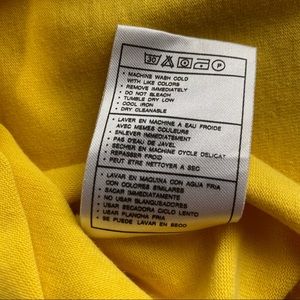 30 P
• MACHINE WASH COLD
WITH LIKE COLORS
• REMOVE IMMEDIATELY
• DO NOT BLEACH
• TUMBLE DRY LOW
• COOL IRON
• DRY CLEANABLE
• LAVER EN MACHINE A EAU FROIDE
AVEC MEMES COULEURS
• ENLEVER IMMEDIATEMENT
• PAS D'EAU DE JAVEL
• SECHER EN MACHINE CYCLE DELICAT
• REPASSER FROID
• PEUT ETRE NETTOYER A SEC
• LAVAR EN MAQUINA CON AGUA FRIA
CON COLORES SIMILARES
• SAGAR IMMEDIATAMENTE
• NO USAR BLANQUEADORES
• USAR SECADORA CICLO LENTO
• USAR PLANCHA FRIA
• SE PUEDE LAVAR EN SECO